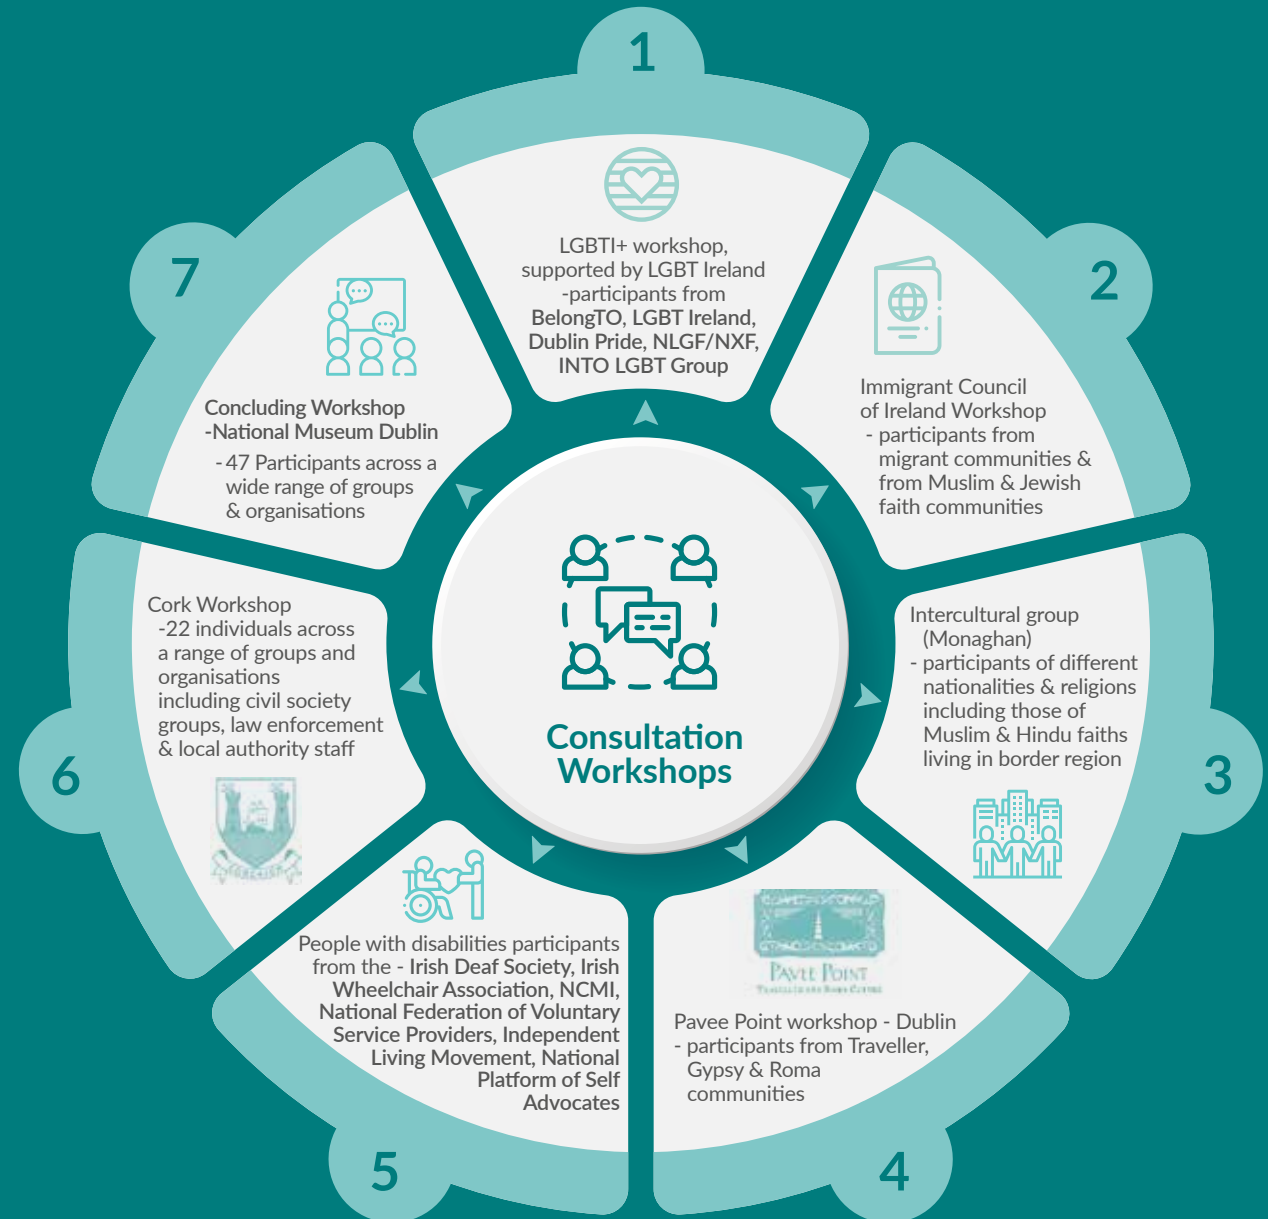 1
LGBTI+ workshop,
supported by LGBT Ireland
-participants from
BelongTO, LGBT Ireland,
Dublin Pride, NLGF/NXF,
INTO LGBT Group
2
Immigrant Council
of Ireland Workshop
- participants from
migrant communities &
from Muslim & Jewish
faith communities
3
Intercultural group
(Monaghan)
- participants of different
nationalities & religions
including those of
Muslim & Hindu faiths
living in border region
4
PAVEE POINT
Pavee Point workshop - Dublin
- participants from Traveller,
Gypsy & Roma
communities
5
People with disabilities participants
from the - Irish Deaf Society, Irish
Wheelchair Association, NCMI,
National Federation of Voluntary
Service Providers, Independent
Living Movement, National
Platform of Self
Advocates
6
Cork Workshop
-22 individuals across
a range of groups and
organisations
including civil society
groups, law enforcement
& local authority staff
7
Concluding Workshop
-National Museum Dublin
- 47 Participants across a
wide range of groups
& organisations
Consultation
Workshops